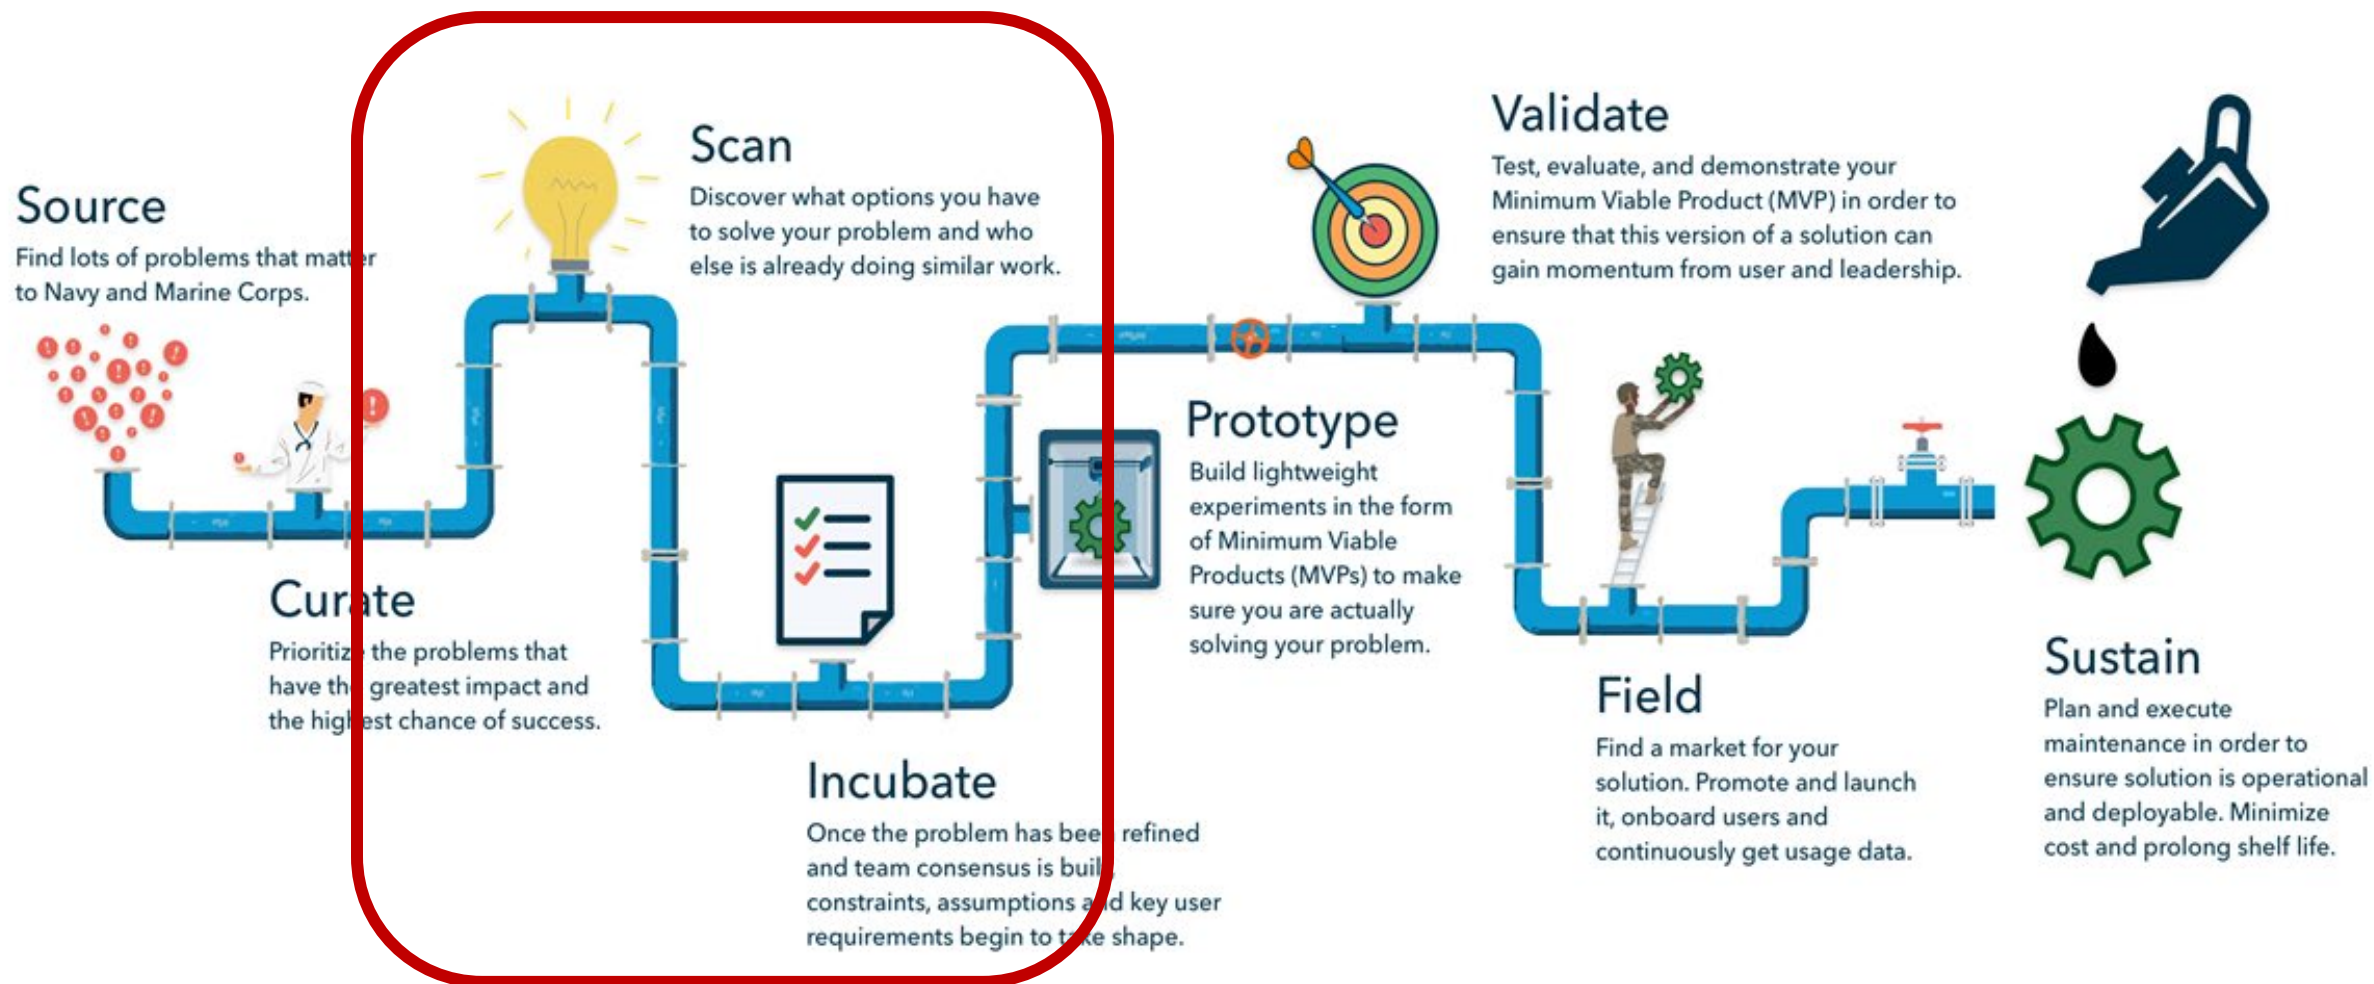 Source
Find lots of problems that matter
to Navy and Marine Corps.
Curate
Prioritize the problems that
have the greatest impact and
the highest chance of success.
Scan
Discover what options you have
to solve your problem and who
else is already doing similar work.
Incubate
Once the problem has been refined
and team consensus is built,
constraints, assumptions and key user
requirements begin to take shape.
Prototype
Build lightweight
experiments in the form
of Minimum Viable
Products (MVPs) to make
sure you are actually
solving your problem.
Validate
Test, evaluate, and demonstrate your
Minimum Viable Product (MVP) in order to
ensure that this version of a solution can
gain momentum from user and leadership.
Field
Find a market for your
solution. Promote and launch
it, onboard users and
continuously get usage data.
Sustain
Plan and execute
maintenance in order to
ensure solution is operational
and deployable. Minimize
cost and prolong shelf life.